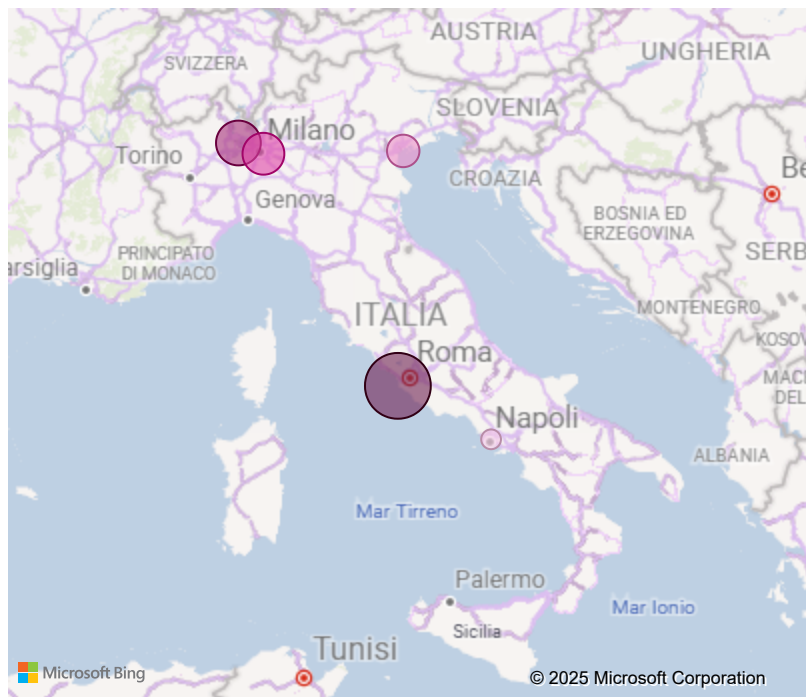 AUSTRIA
UNGHERIA
SVIZZERA
SLOVENIA
Milano
Torino
CROAZIA
Be
Genova
BOSNIA ED
ERZEGOVINA
PRINCIPATO
DI MONACO
arsiglia
SERB
MONTENEGRO
ITALIA
KOSOV
Roma
MACE
DEL
Napoli
ALBANIA
Mar Tirreno
Palermo
Mar Ionio
Sicilia
Tunisi
Microsoft Bing
© 2025 Microsoft Corporation